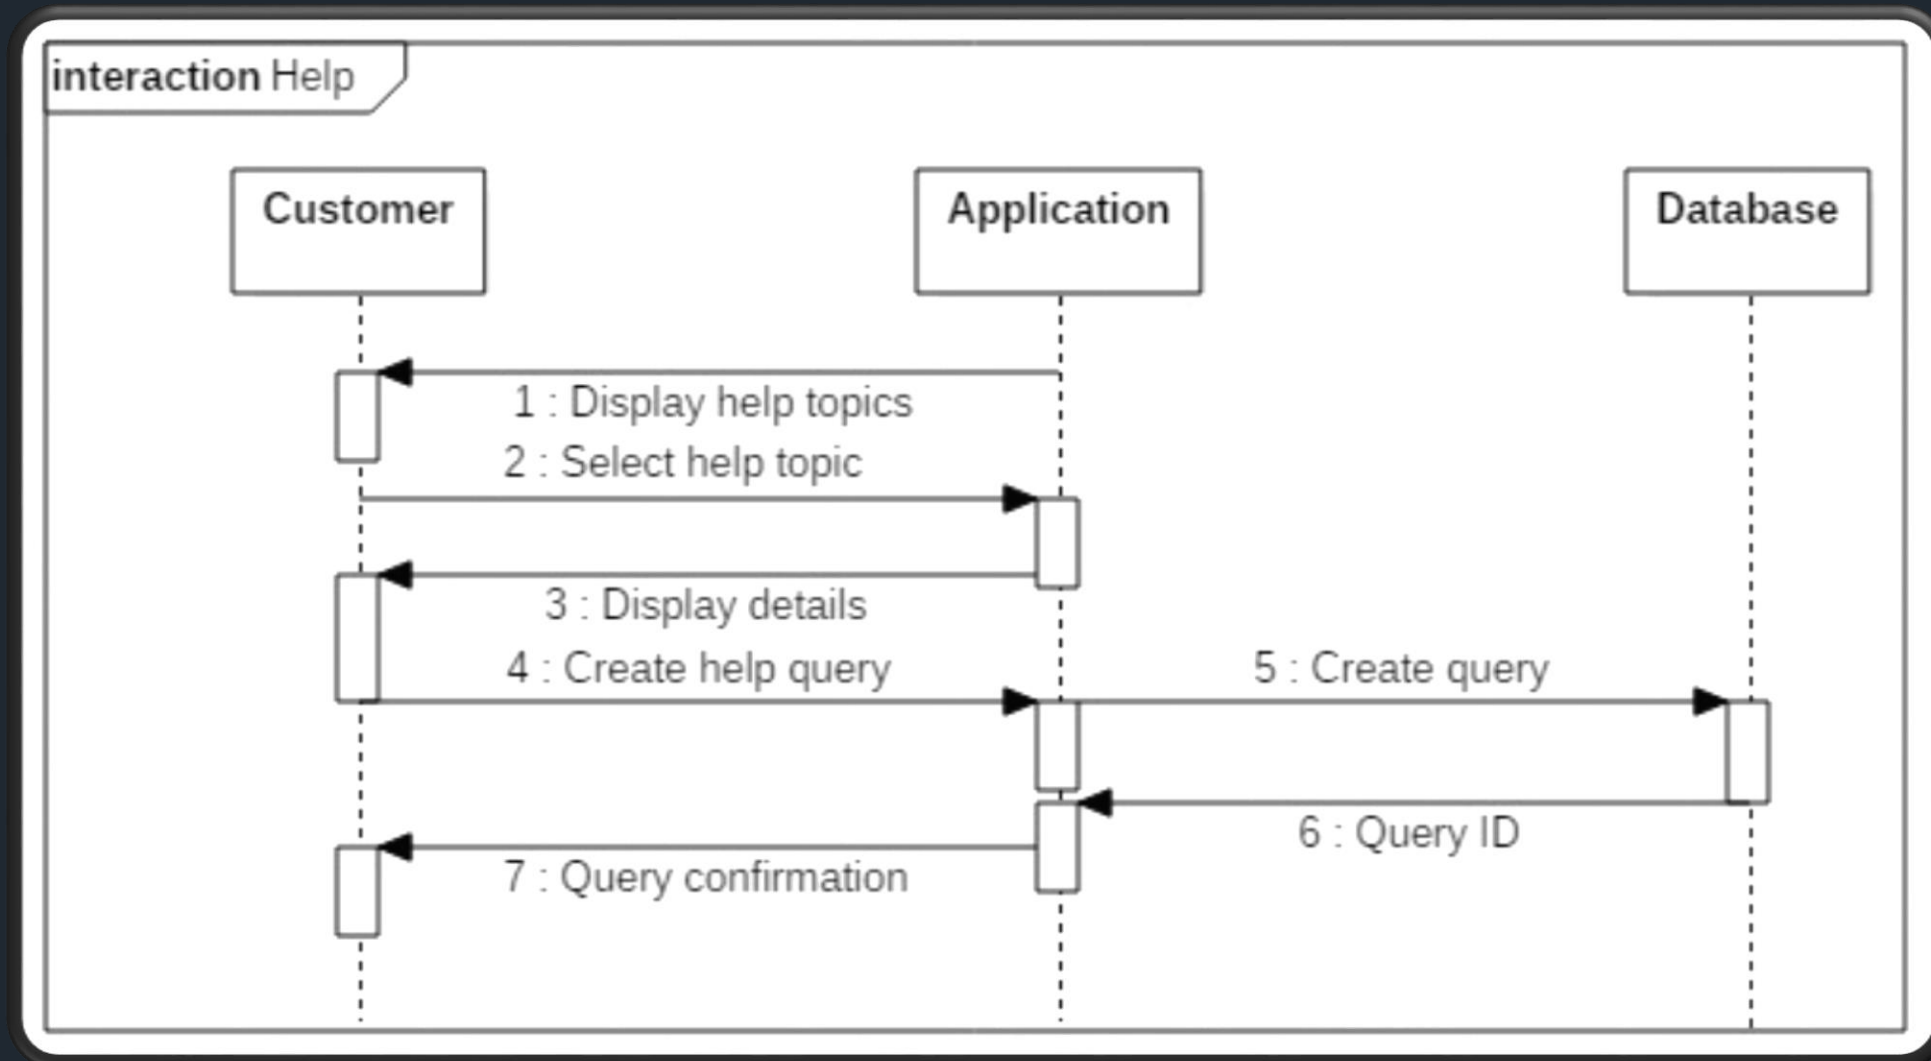 interaction Help
Customer
Application
Database
1 : Display help topics
2 : Select help topic
3 : Display details
4 : Create help query
5 : Create query
6 : Query ID
7 : Query confirmation